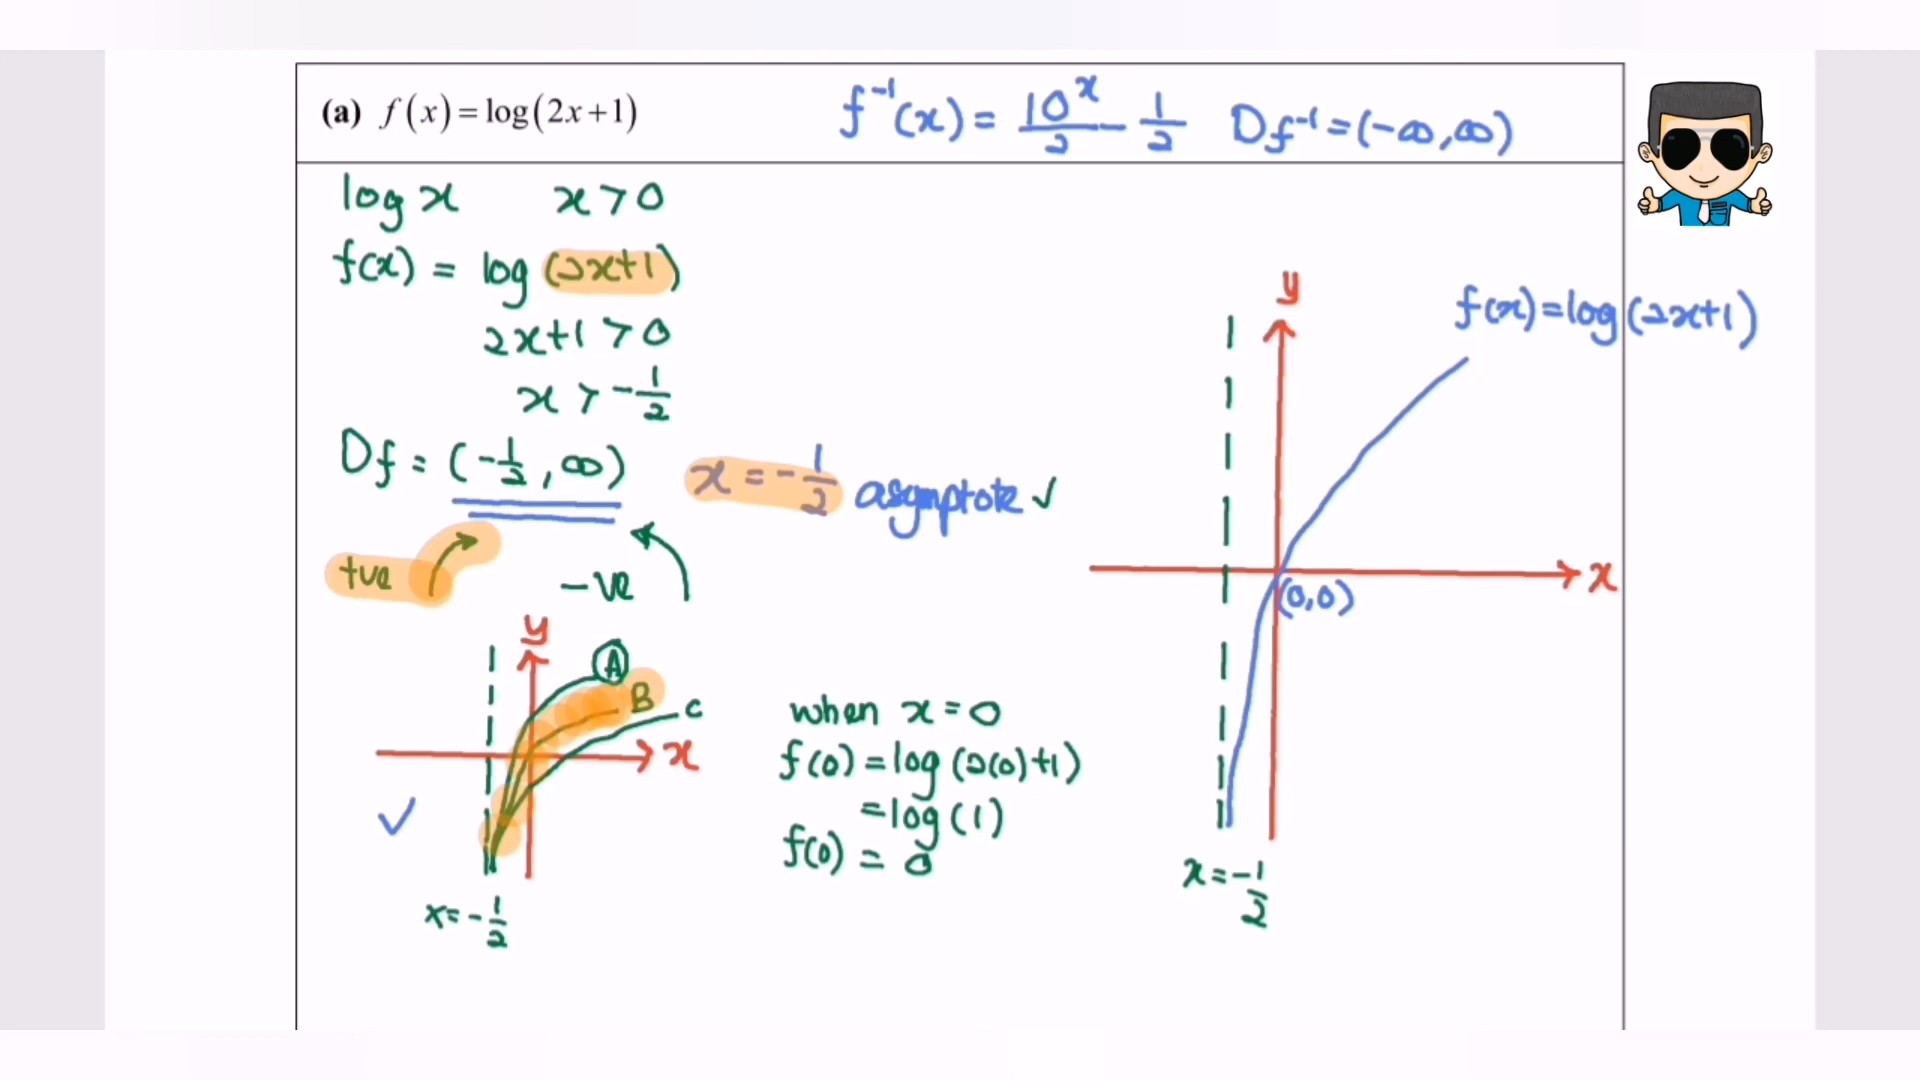 (a) f(x) = log(2x+1)
f⁻¹(x) = 10ˣ/2 - 1/2 Df⁻¹ = (-∞, ∞)
log x x > 0
f(x) = log (2x+1)
2x+1 > 0
x > -1/2
Df = (-1/2, ∞)
x = -1/2 asymptote ✓
+ve
-ve
y
A
B
C
x
✓
x = -1/2
when x = 0
f(0) = log (2(0)+1)
= log (1)
f(0) = 0
y
f(x) = log(2x+1)
x
(0,0)
x = -1/2